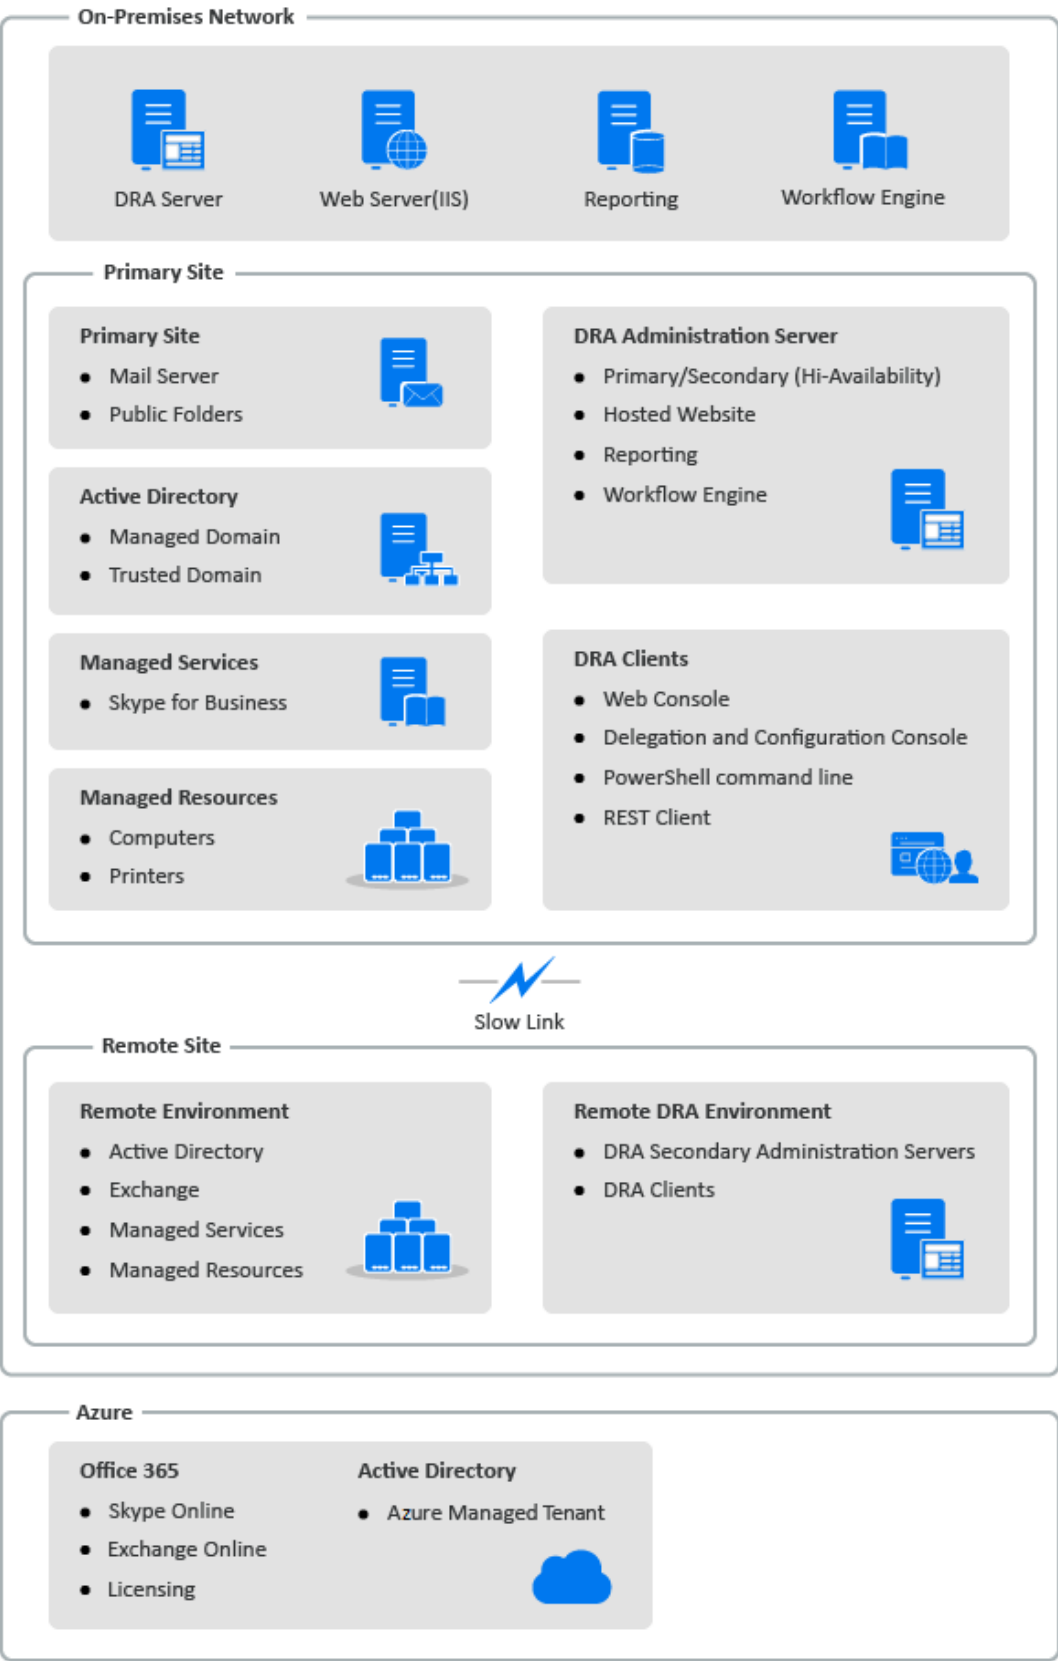 On-Premises Network
DRA Server
Web Server(IIS)
Reporting
Workflow Engine
Primary Site
Primary Site
• Mail Server
• Public Folders
Active Directory
• Managed Domain
• Trusted Domain
Managed Services
• Skype for Business
Managed Resources
• Computers
• Printers
DRA Administration Server
• Primary/Secondary (Hi-Availability)
• Hosted Website
• Reporting
• Workflow Engine
DRA Clients
• Web Console
• Delegation and Configuration Console
• PowerShell command line
• REST Client
Slow Link
Remote Site
Remote Environment
• Active Directory
• Exchange
• Managed Services
• Managed Resources
Remote DRA Environment
• DRA Secondary Administration Servers
• DRA Clients
Azure
Office 365
• Skype Online
• Exchange Online
• Licensing
Active Directory
• Azure Managed Tenant